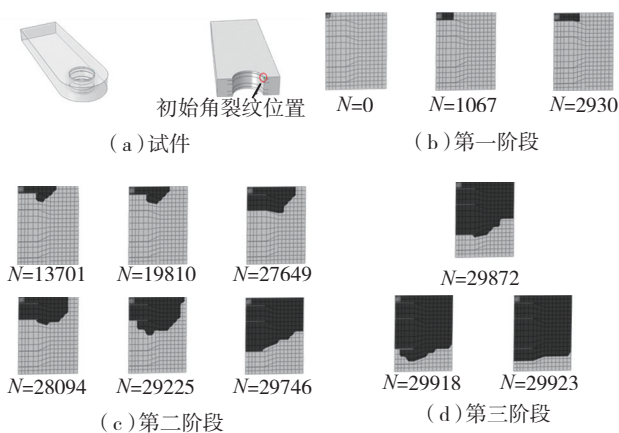 初始角裂纹位置
N=0 N=1067 N=2930
(a)试件
(b)第一阶段
N=13701 N=19810 N=27649
N=28094 N=29225 N=29746
(c)第二阶段
N=29872
N=29918 N=29923
(d)第三阶段